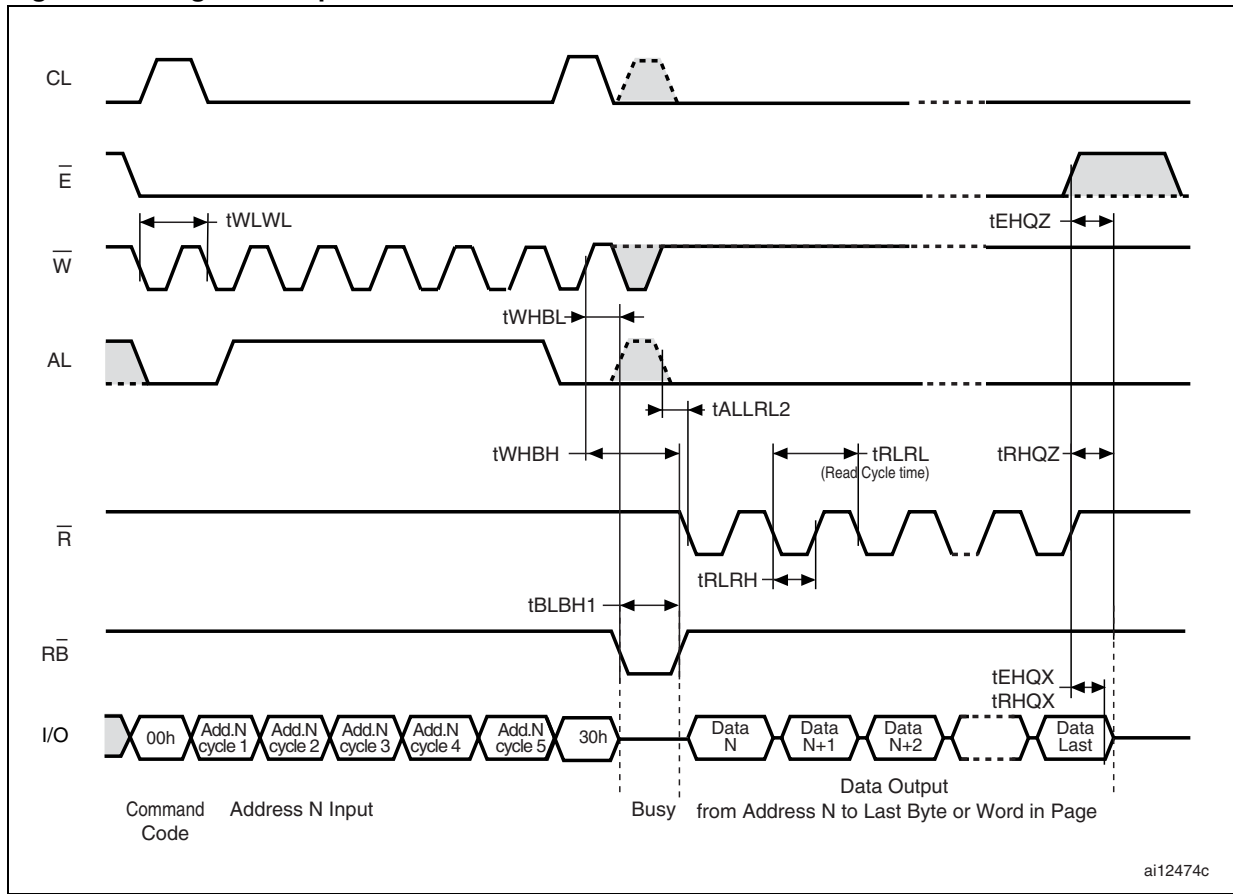 CL
E
tWLWL
tEHQZ
W
tWHBL
AL
tALLRL2
tWHBH
tRLRL
(Read Cycle time)
tRHQZ
R
tRLRH
tBLBH1
RB
tEHQX
tRHQX
I/O
00h
Add.N cycle 1
Add.N cycle 2
Add.N cycle 3
Add.N cycle 4
Add.N cycle 5
30h
Data N
Data N+1
Data N+2
Data Last
Command Code
Address N Input
Busy
Data Output
from Address N to Last Byte or Word in Page
ai12474c